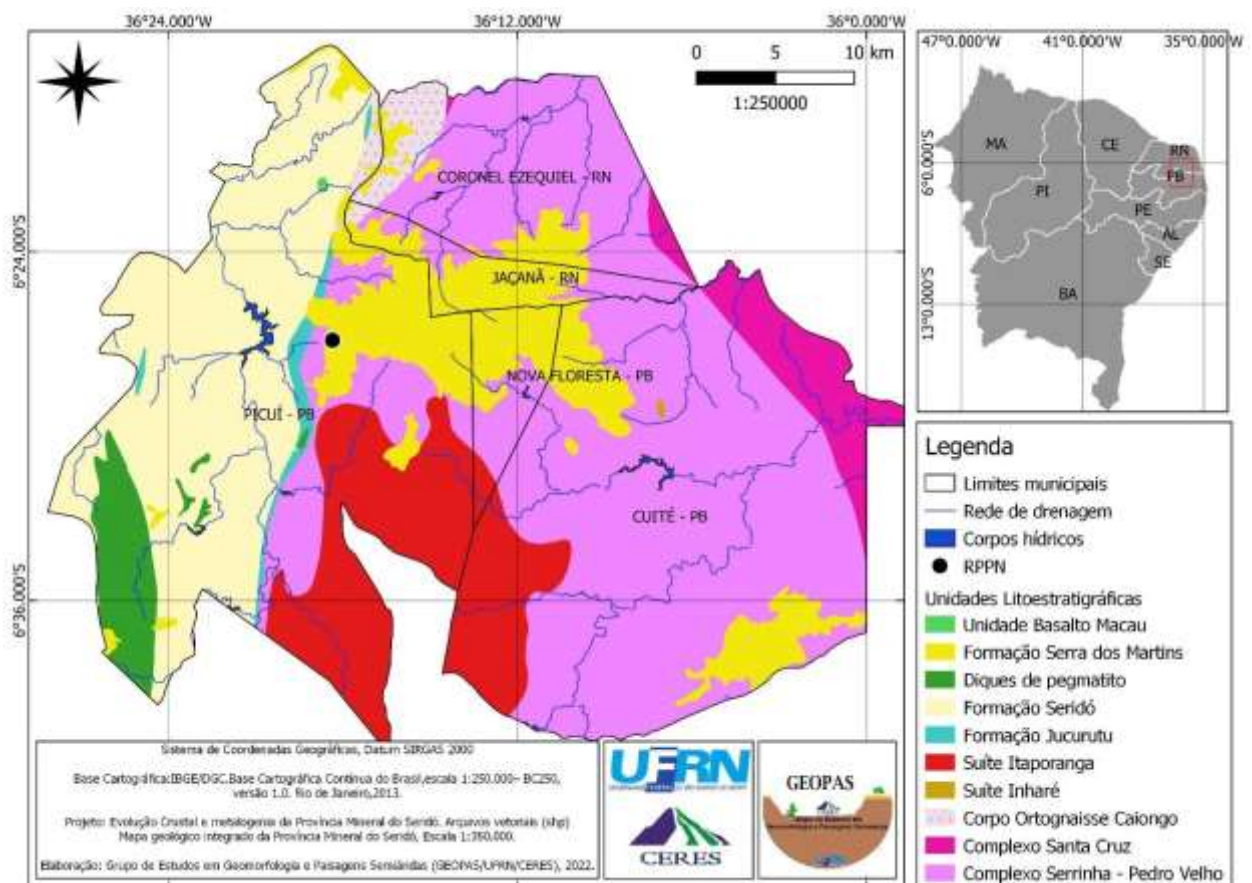 36°24.000'W 36°12.000'W 36°0.000'W
0 5 10 km
1:250000
6°24.000'S
6°36.000'S
CORONEL EZEQUIEL - RN
JAÇANÃ - RN
NOVA FLORESTA - PB
PICUÍ - PB
CUITÉ - PB
Sistema de Coordenadas Geográficas, Datum SIRGAS 2000
Base Cartográfica:IBGE/DGC.Base Cartográfica Contínua do Brasil,escala 1:250.000- BC250,
versão 1.0. Rio de Janeiro,2013.
Projeto: Evolução Crustal e metalogenia da Província Mineral do Seridó. Arquivos vetoriais (shp)
Mapa geológico integrado da Província Mineral do Seridó. Escala 1:350.000.
Elaboração: Grupo de Estudos em Geomorfologia e Paisagens Semiáridas (GEOPAS/UFRN/CERES), 2022.
UFRN
CERES
GEOPAS
47°0.000'W 41°0.000'W 35°0.000'W
6°0.000'S
13°0.000'S
MA
CE
RN
PB
PI
PE
AL
SE
BA
Legenda
Limites municipais
Rede de drenagem
Corpos hídricos
RPPN
Unidades Litoestratigráficas
Unidade Basalto Macau
Formação Serra dos Martins
Diques de pegmatito
Formação Seridó
Formação Jucurutu
Suíte Itaporanga
Suíte Inharé
Corpo Ortognaisse Caiongo
Complexo Santa Cruz
Complexo Serrinha - Pedro Velho